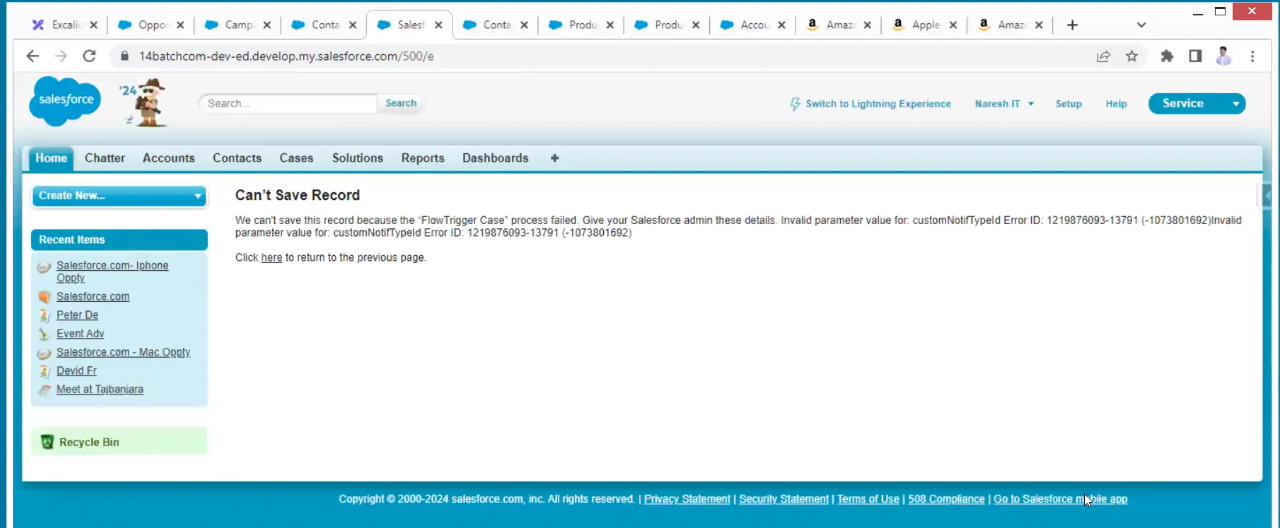 Excalic
Oppor
Camp
Conta
Salesf
Conta
Produ
Produ
Accou
Amaz
Apple
Amaz
14batchcom-dev-ed.develop.my.salesforce.com/500/e
salesforce
'24
Search...
Search
Switch to Lightning Experience
Naresh IT
Setup
Help
Service
Home
Chatter
Accounts
Contacts
Cases
Solutions
Reports
Dashboards
+
Create New...
Recent Items
Salesforce.com- Iphone
Oppty
Salesforce.com
Peter De
Event Adv
Salesforce.com - Mac Oppty
Devid Fr
Meet at Tajbanjara
Recycle Bin
Can't Save Record
We can't save this record because the “FlowTrigger Case” process failed. Give your Salesforce admin these details. Invalid parameter value for: customNotifTypeId Error ID: 1219876093-13791 (-1073801692)Invalid
parameter value for: customNotifTypeId Error ID: 1219876093-13791 (-1073801692)
Click here to return to the previous page.
Copyright © 2000-2024 salesforce.com, inc. All rights reserved. | Privacy Statement | Security Statement | Terms of Use | 508 Compliance | Go to Salesforce mobile app